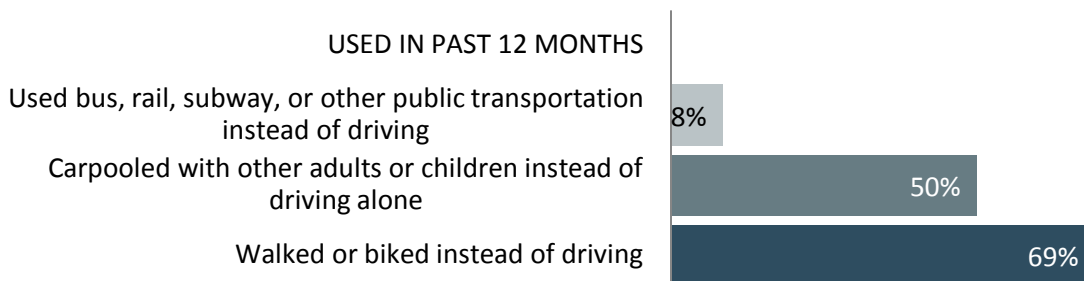 USED IN PAST 12 MONTHS
Used bus, rail, subway, or other public transportation
instead of driving
8%
Carpooled with other adults or children instead of
driving alone
50%
Walked or biked instead of driving
69%